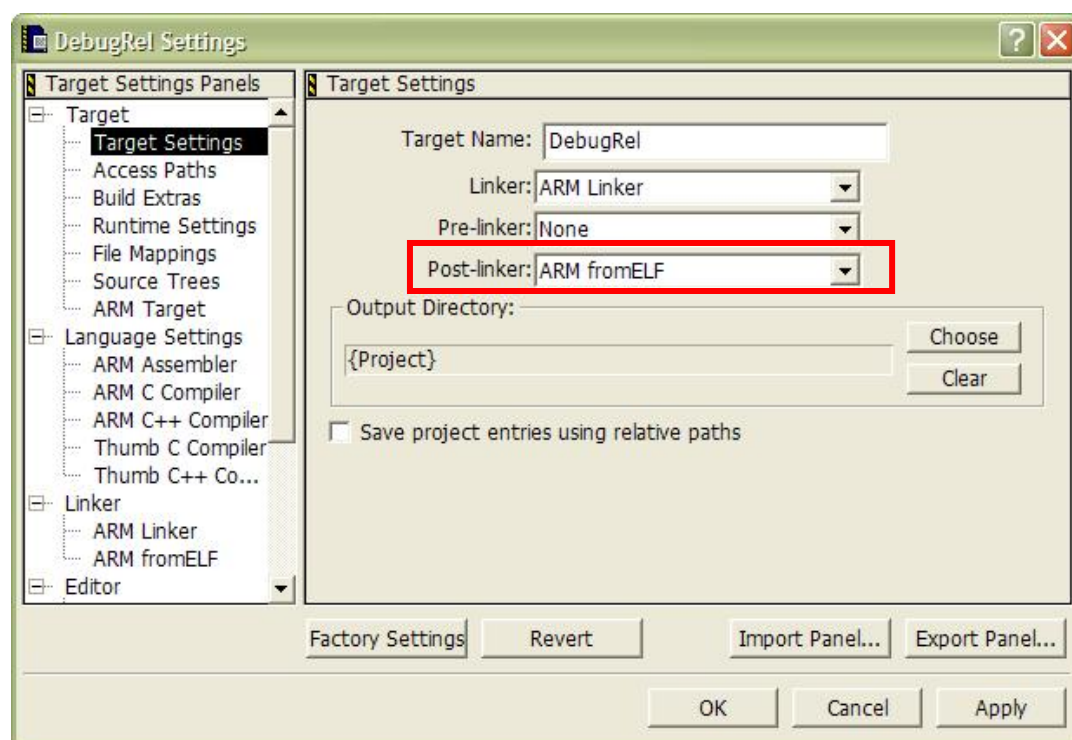 DebugRel Settings
Target Settings Panels
Target
Target Settings
Access Paths
Build Extras
Runtime Settings
File Mappings
Source Trees
ARM Target
Language Settings
ARM Assembler
ARM C Compiler
ARM C++ Compiler
Thumb C Compiler
Thumb C++ Co...
Linker
ARM Linker
ARM fromELF
Editor
Target Settings
Target Name: DebugRel
Linker: ARM Linker
Pre-linker: None
Post-linker: ARM fromELF
Output Directory:
{Project}
Choose
Clear
Save project entries using relative paths
Factory Settings Revert Import Panel... Export Panel...
OK Cancel Apply